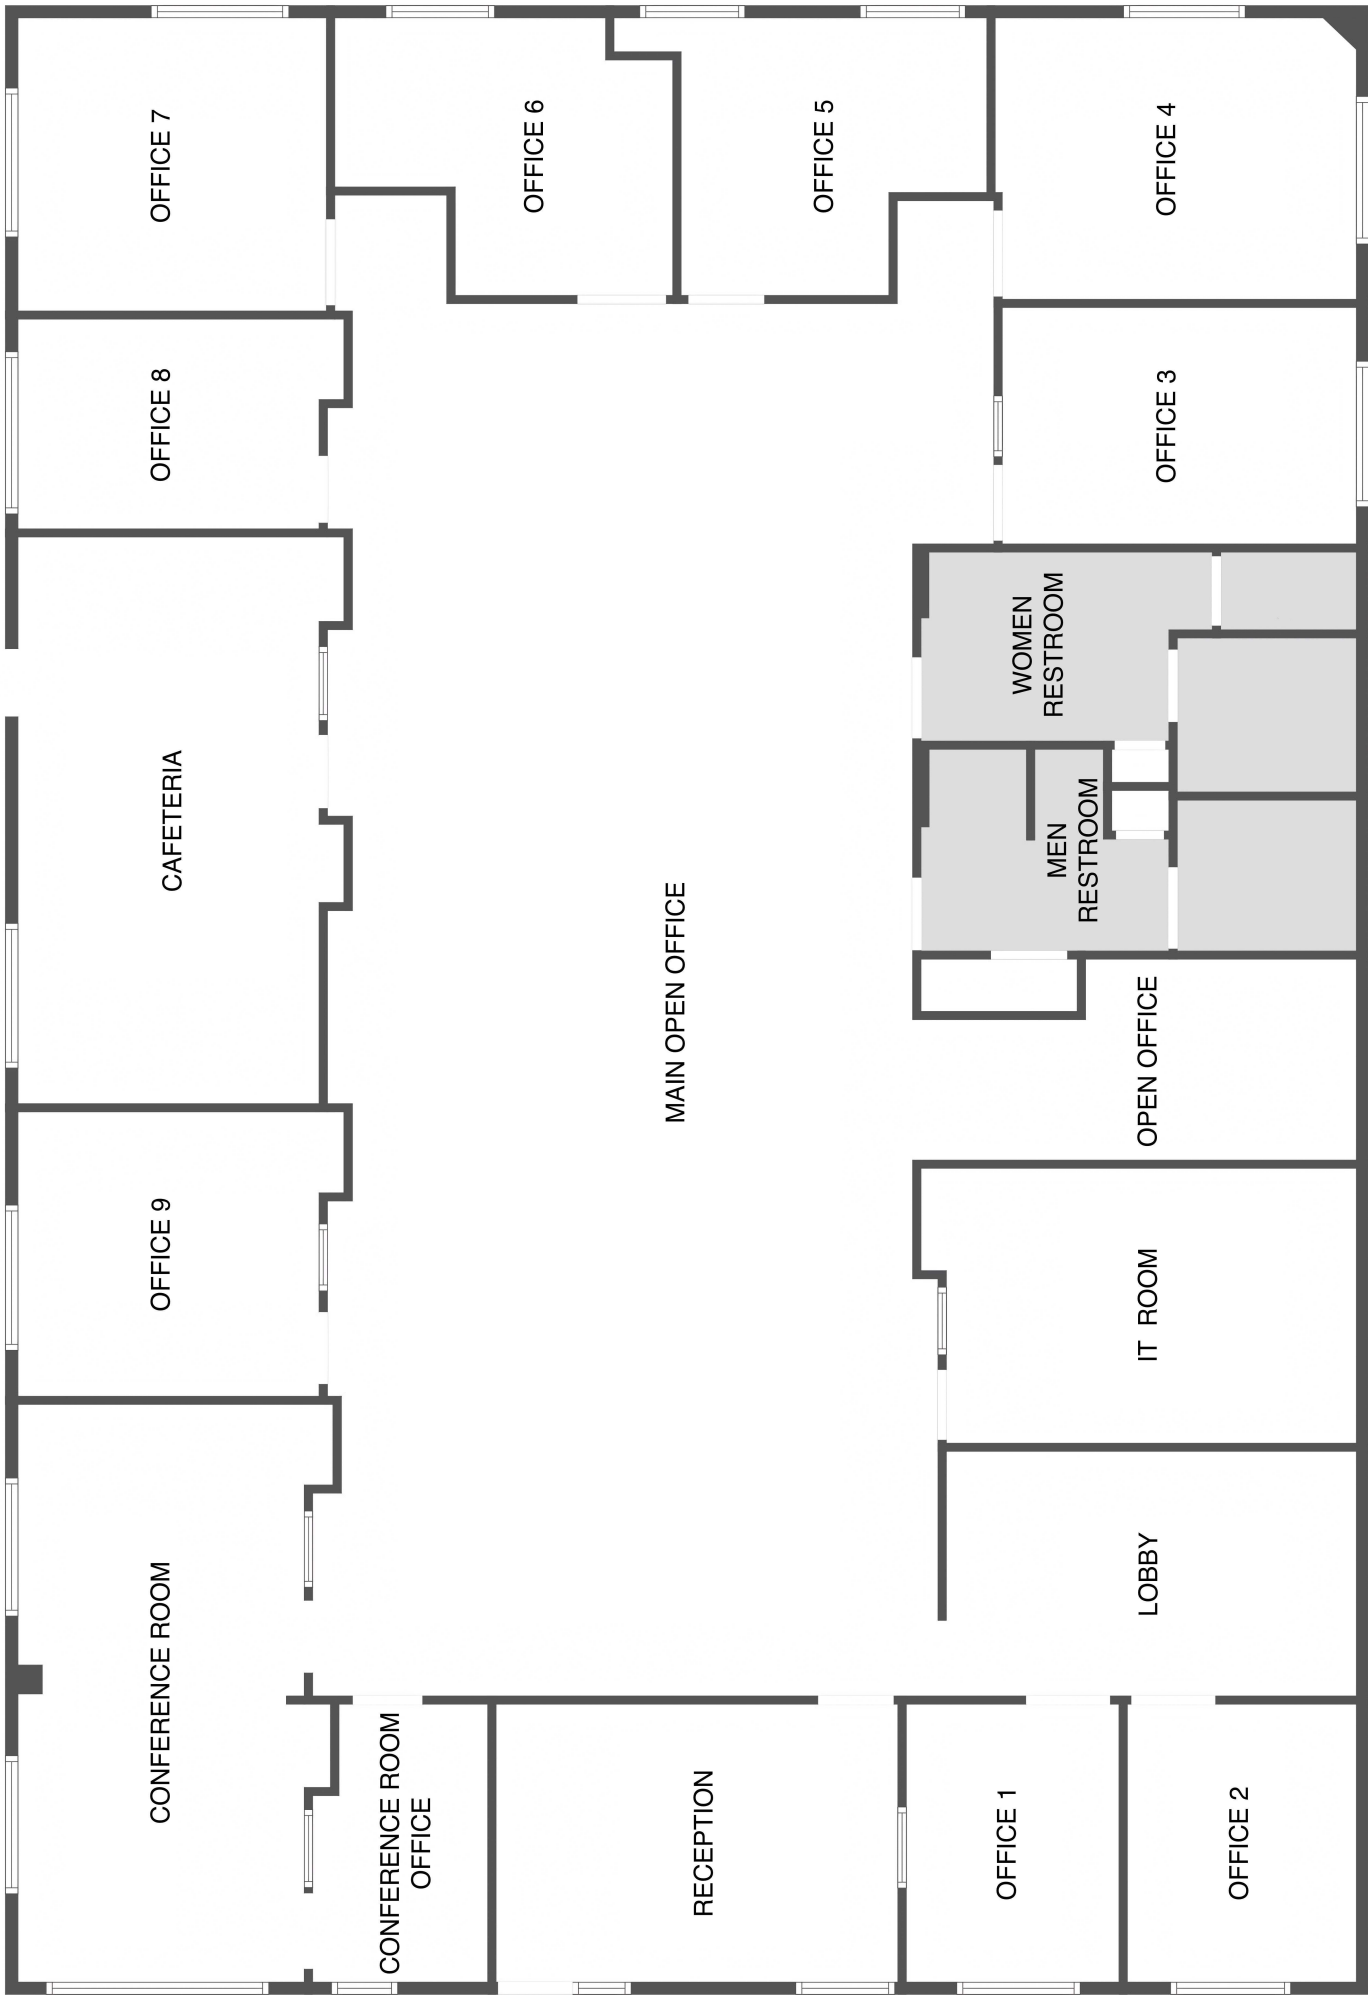 OFFICE 7
OFFICE 6
OFFICE 5
OFFICE 4
OFFICE 8
OFFICE 3
WOMEN
RESTROOM
CAFETERIA
MEN
RESTROOM
MAIN OPEN OFFICE
OPEN OFFICE
OFFICE 9
IT ROOM
LOBBY
CONFERENCE ROOM
CONFERENCE ROOM
OFFICE
RECEPTION
OFFICE 1
OFFICE 2